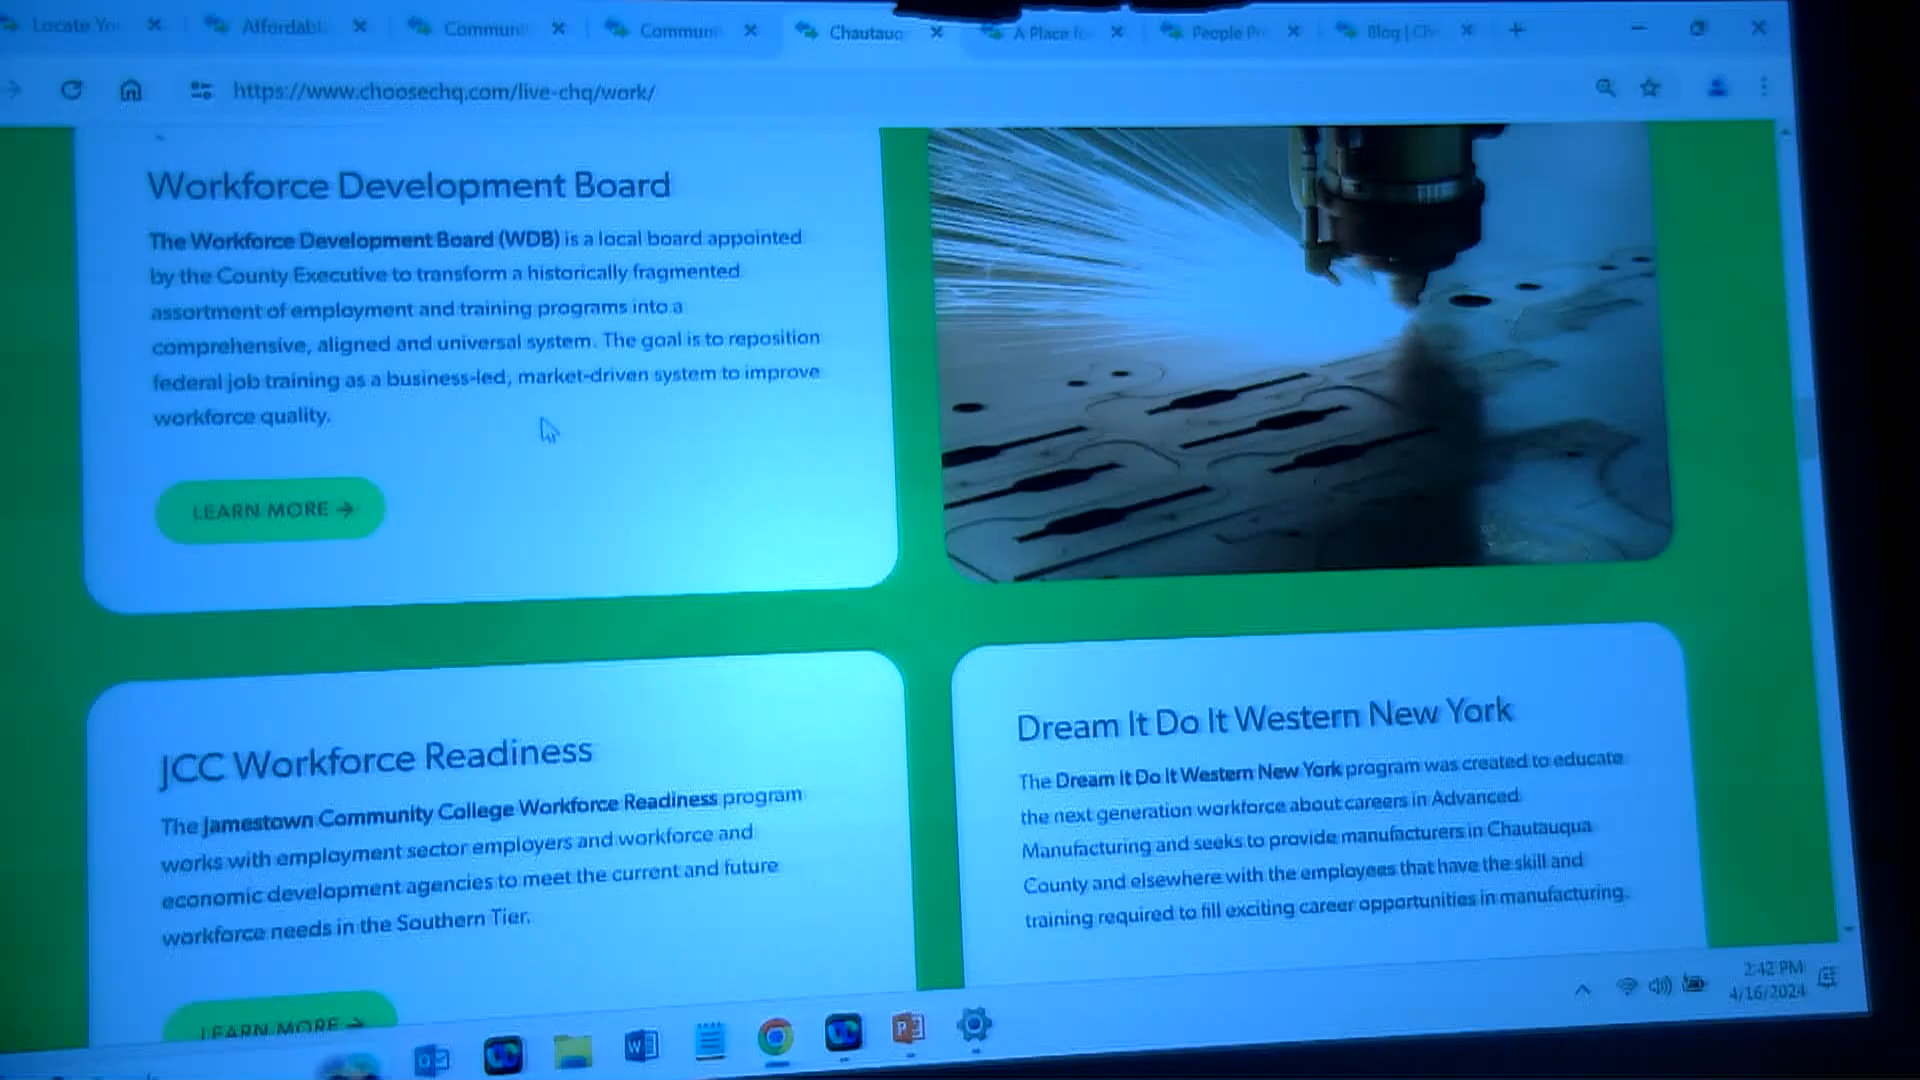 Locate Yo
Affordabl
Communi
Communi
Chautauq
A Place fo
People Pr
Blog | Ch
https://www.choosechq.com/live-chq/work/
Workforce Development Board
The Workforce Development Board (WDB) is a local board appointed
by the County Executive to transform a historically fragmented
assortment of employment and training programs into a
comprehensive, aligned and universal system. The goal is to reposition
federal job training as a business-led, market-driven system to improve
workforce quality.
LEARN MORE →
JCC Workforce Readiness
The Jamestown Community College Workforce Readiness program
works with employment sector employers and workforce and
economic development agencies to meet the current and future
workforce needs in the Southern Tier.
LEARN MORE →
Dream It Do It Western New York
The Dream It Do It Western New York program was created to educate
the next generation workforce about careers in Advanced
Manufacturing and seeks to provide manufacturers in Chautauqua
County and elsewhere with the employees that have the skill and
training required to fill exciting career opportunities in manufacturing.
2:42 PM
4/16/2024